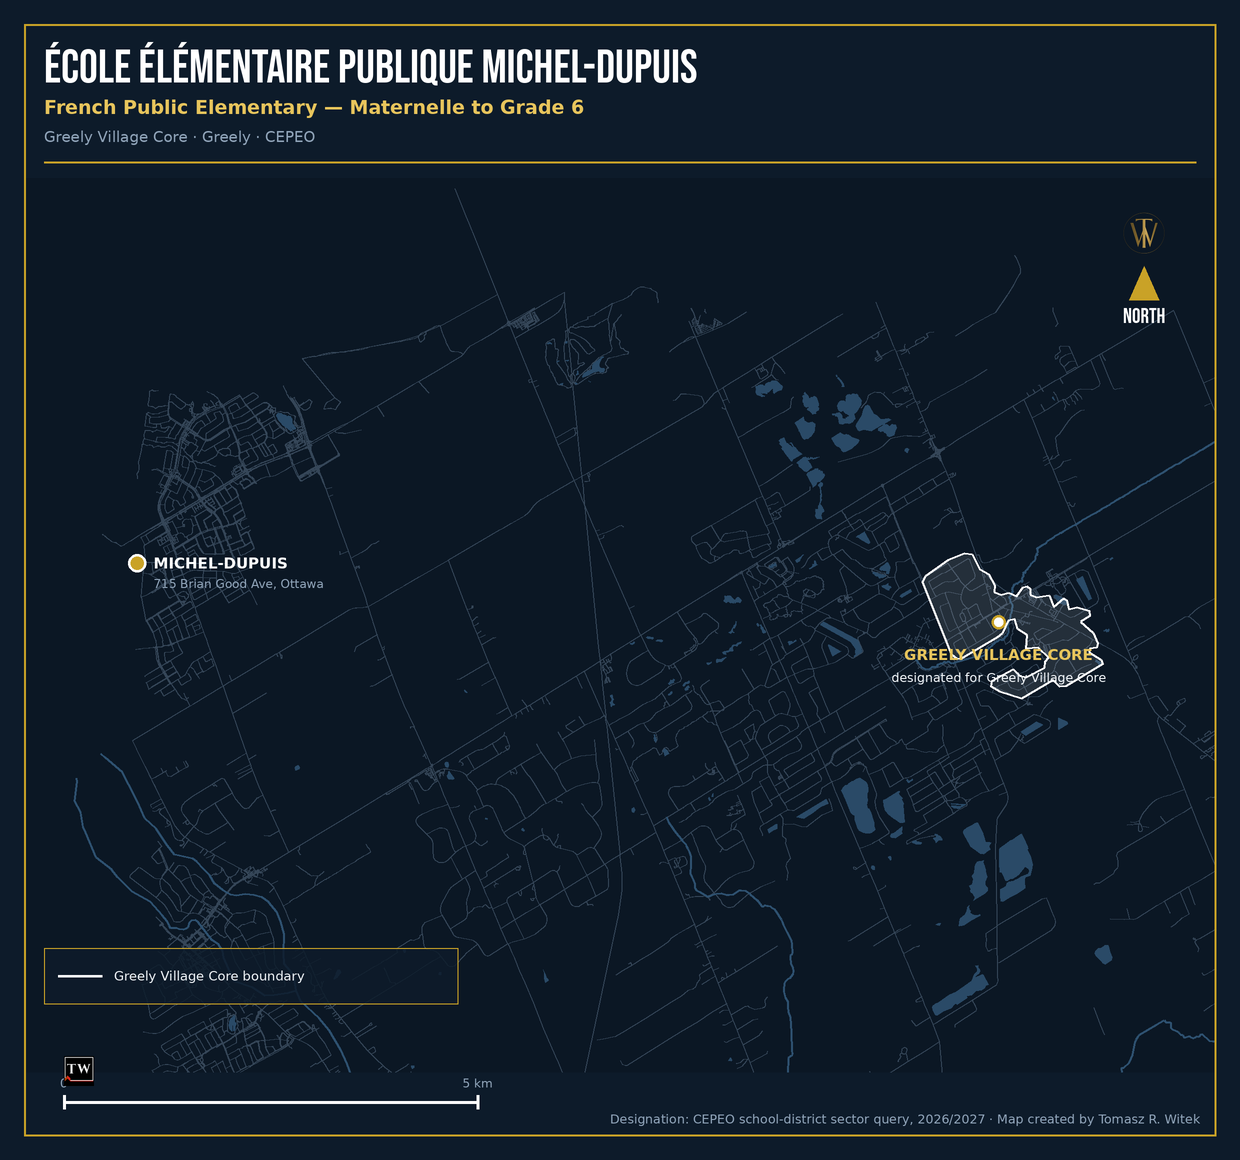 ÉCOLE ÉLÉMENTAIRE PUBLIQUE MICHEL-DUPUIS
French Public Elementary — Maternelle to Grade 6
Greely Village Core · Greely · CEPEO
TW
NORTH
MICHEL-DUPUIS
715 Brian Good Ave, Ottawa
GREELY VILLAGE CORE
designated for Greely Village Core
Greely Village Core boundary
TW
0
5 km
Designation: CEPEO school-district sector query, 2026/2027 · Map created by Tomasz R. Witek